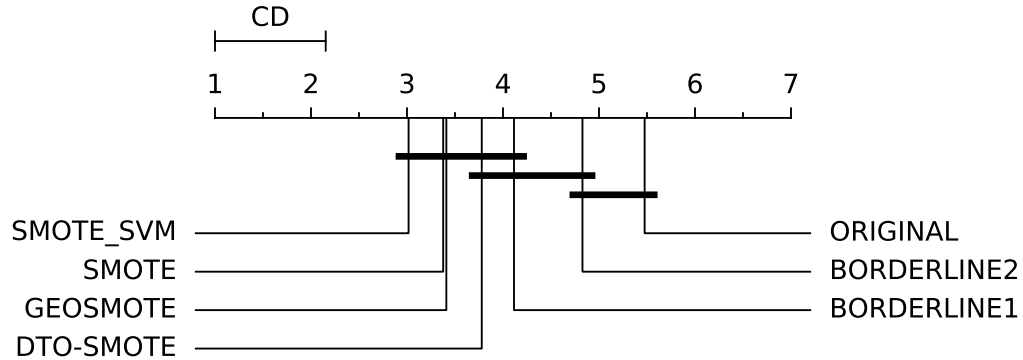 CD
1 2 3 4 5 6 7
SMOTE_SVM ORIGINAL
SMOTE BORDERLINE2
GEOSMOTE BORDERLINE1
DTO-SMOTE